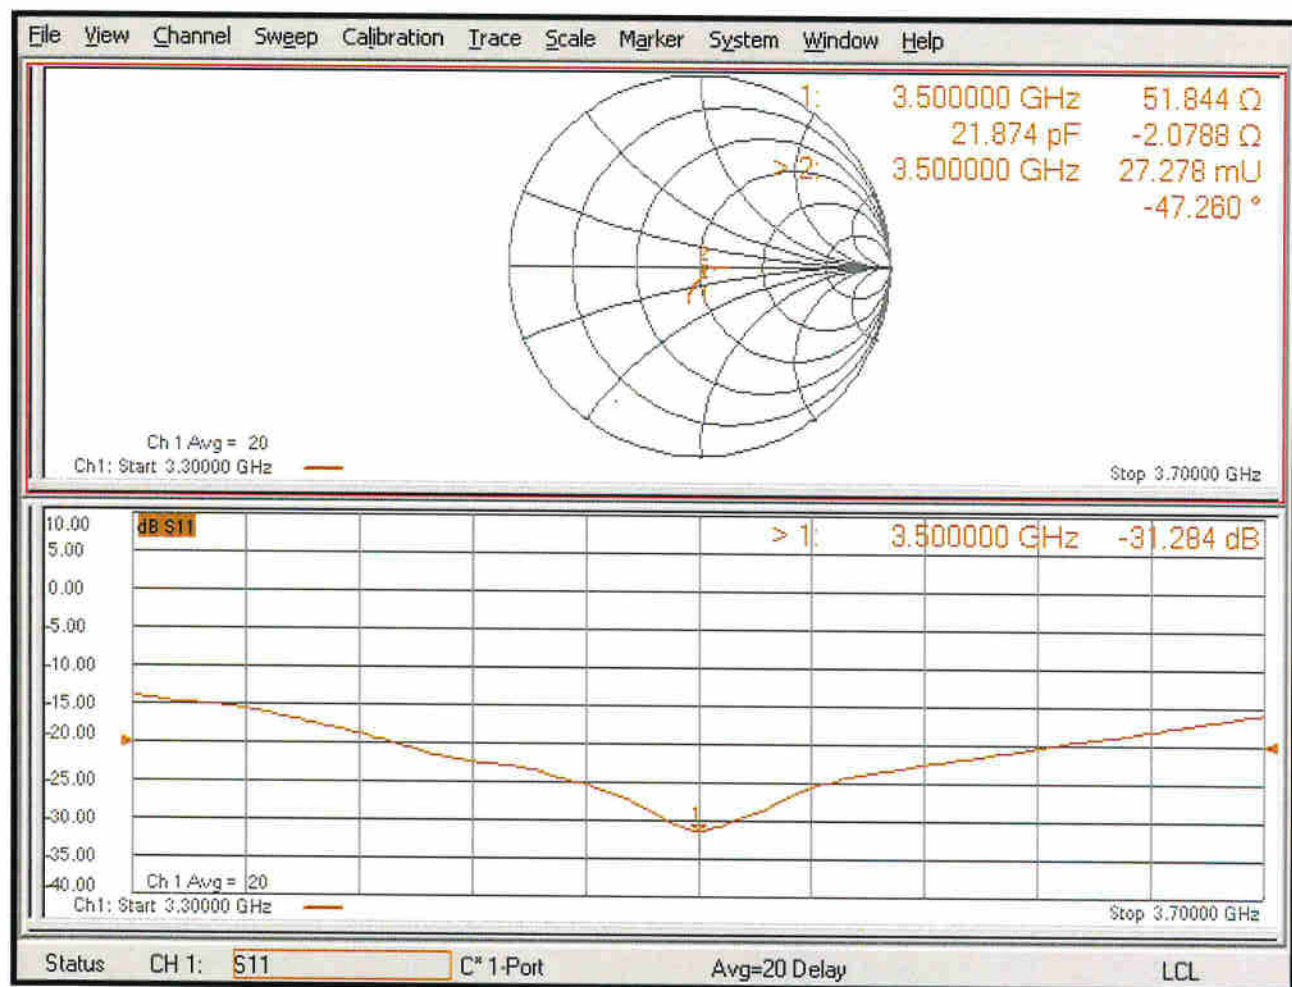 File View Channel Sweep Calibration Trace Scale Marker System Window Help
1: 3.500000 GHz 51.844 Ω
21.874 pF -2.0788 Ω
> 2: 3.500000 GHz 27.278 mU
-47.260 °
Ch 1 Avg = 20
Ch1: Start 3.30000 GHz
Stop 3.70000 GHz
10.00
dB S11
> 1: 3.500000 GHz -31.284 dB
5.00
0.00
-5.00
-10.00
-15.00
-20.00
-25.00
-30.00
1
-35.00
-40.00
Ch 1 Avg = 20
Ch1: Start 3.30000 GHz
Stop 3.70000 GHz
Status CH 1: S11 C* 1-Port Avg=20 Delay LCL